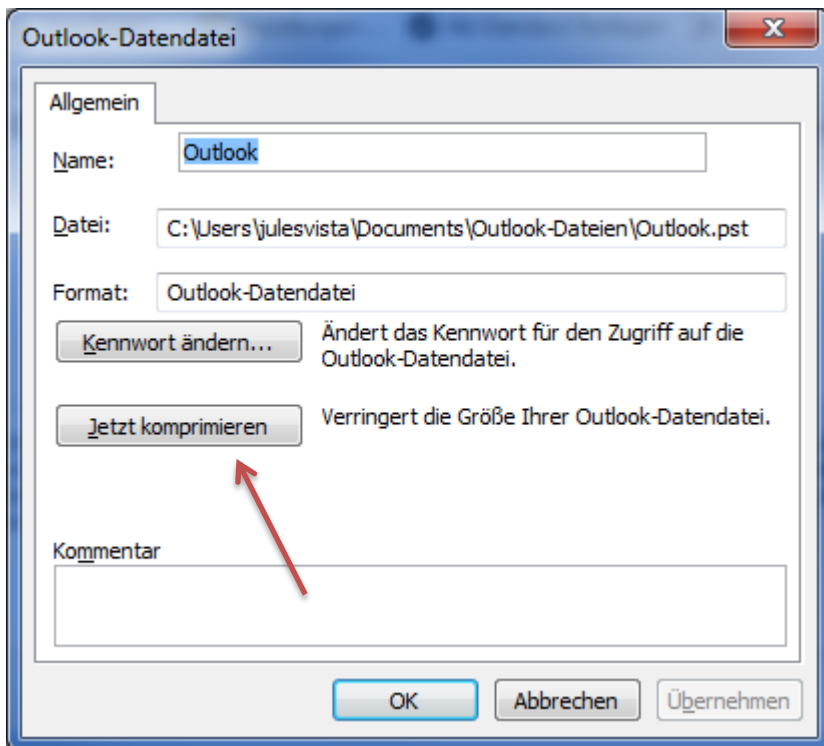 Outlook-Datendatei
Allgemein
Name: Outlook
Datei: C:\Users\julesvista\Documents\Outlook-Dateien\Outlook.pst
Format: Outlook-Datendatei
Kennwort ändern... Ändert das Kennwort für den Zugriff auf die
Outlook-Datendatei.
Jetzt komprimieren Verringert die Größe Ihrer Outlook-Datendatei.
Kommentar
OK Abbrechen Übernehmen